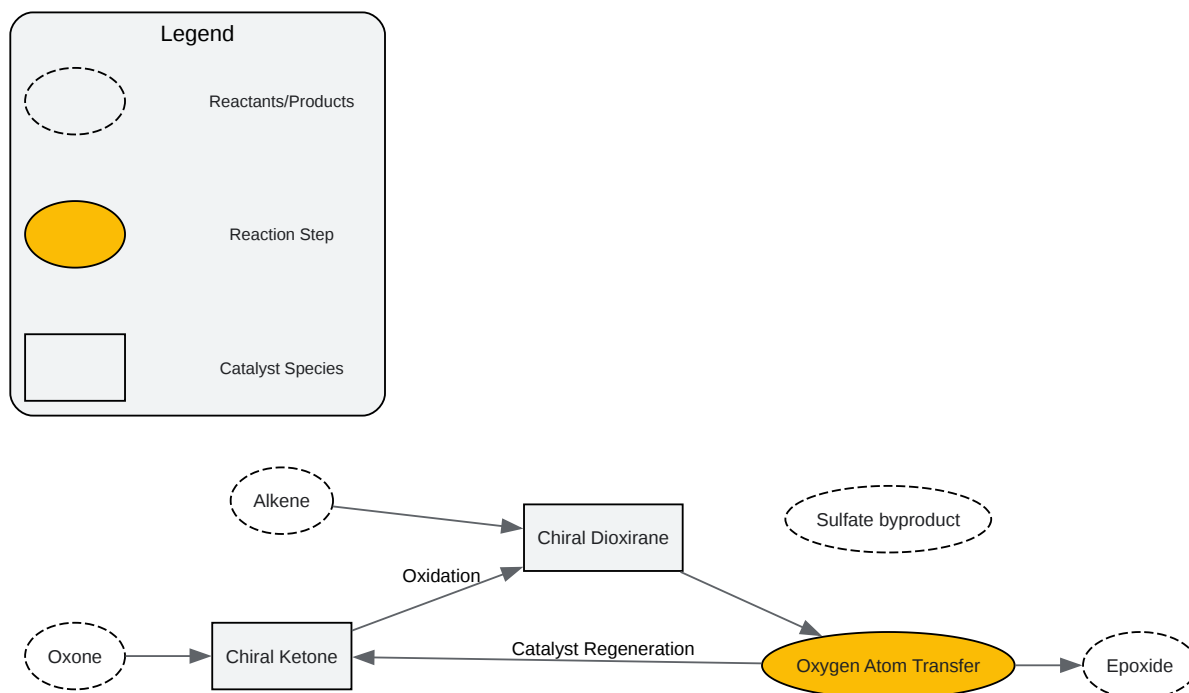 Legend
Reactants/Products
Reaction Step
Catalyst Species
Alkene
Sulfate byproduct
Chiral Dioxirane
Oxidation
Oxone
Chiral Ketone
Catalyst Regeneration
Oxygen Atom Transfer
Epoxide